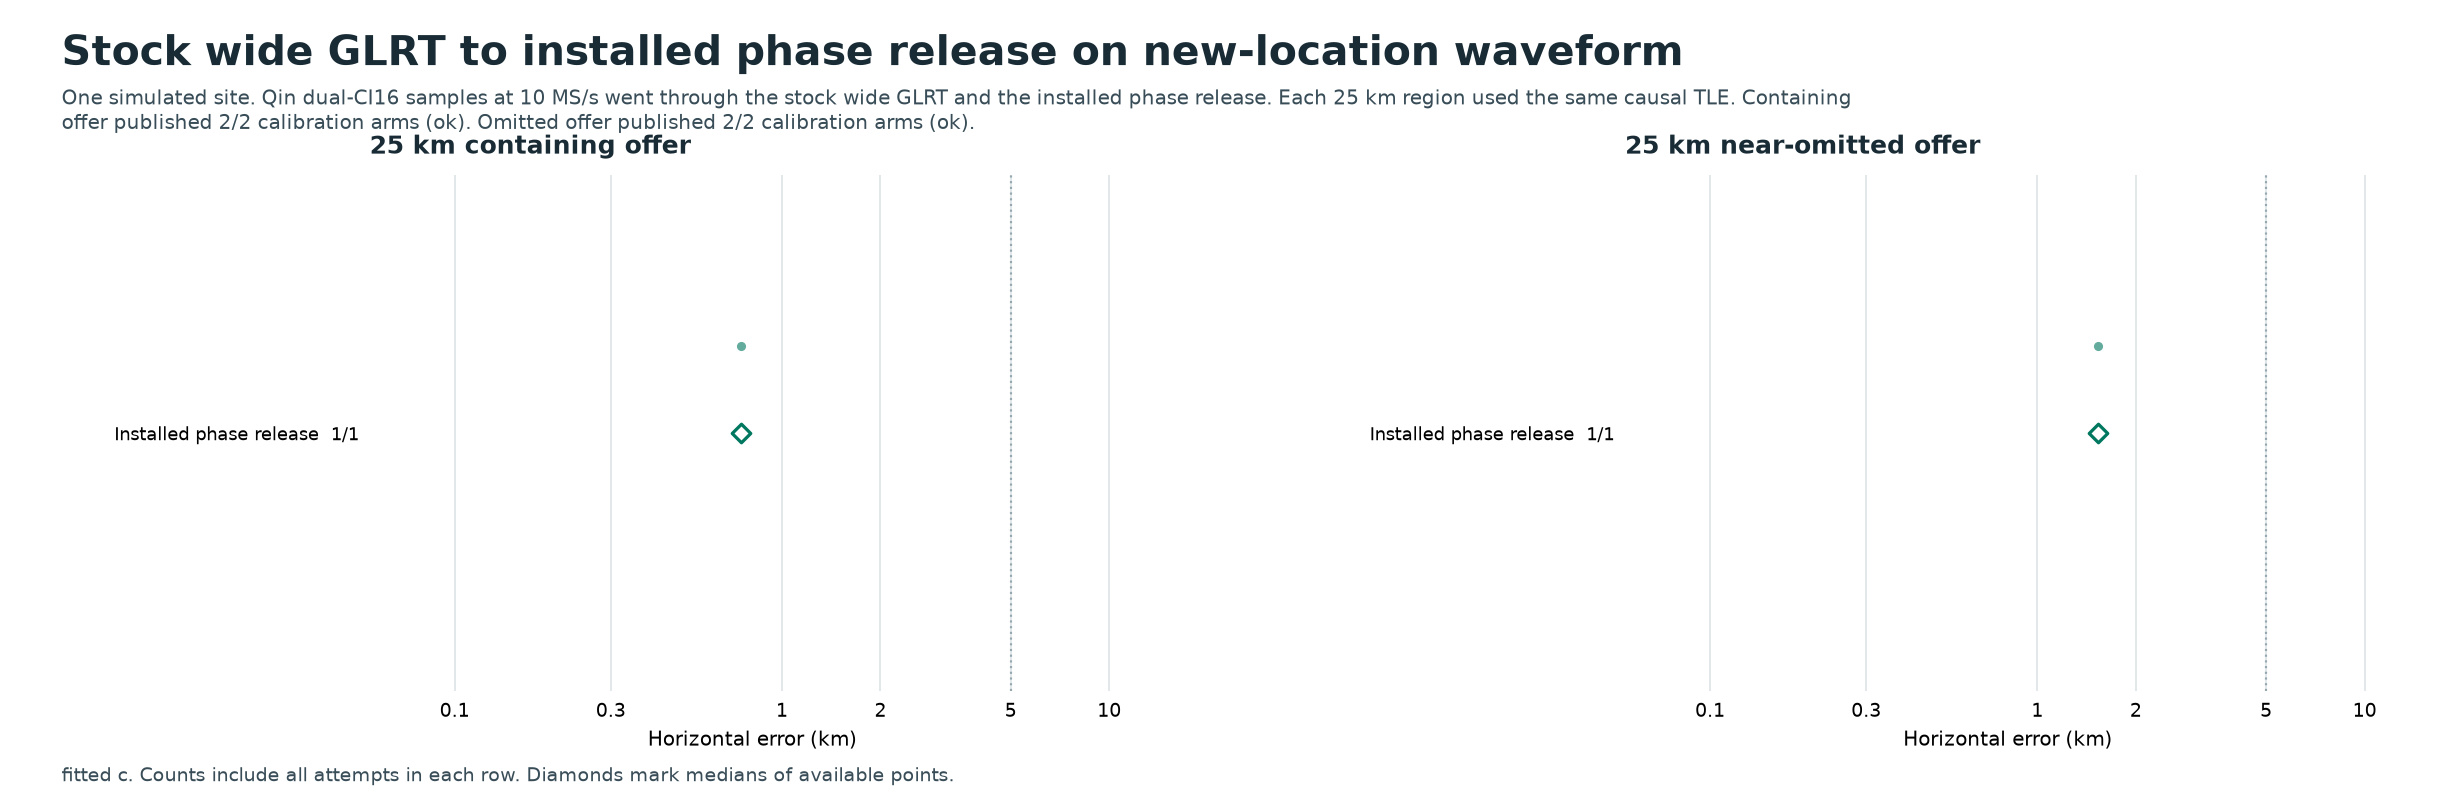 Stock wide GLRT to installed phase release on new-location waveform
One simulated site. Qin dual-CI16 samples at 10 MS/s went through the stock wide GLRT and the installed phase release. Each 25 km region used the same causal TLE. Containing
offer published 2/2 calibration arms (ok). Omitted offer published 2/2 calibration arms (ok).
25 km containing offer
Installed phase release 1/1
0.1 0.3 1 2 5 10
Horizontal error (km)
25 km near-omitted offer
Installed phase release 1/1
0.1 0.3 1 2 5 10
Horizontal error (km)
fitted c. Counts include all attempts in each row. Diamonds mark medians of available points.